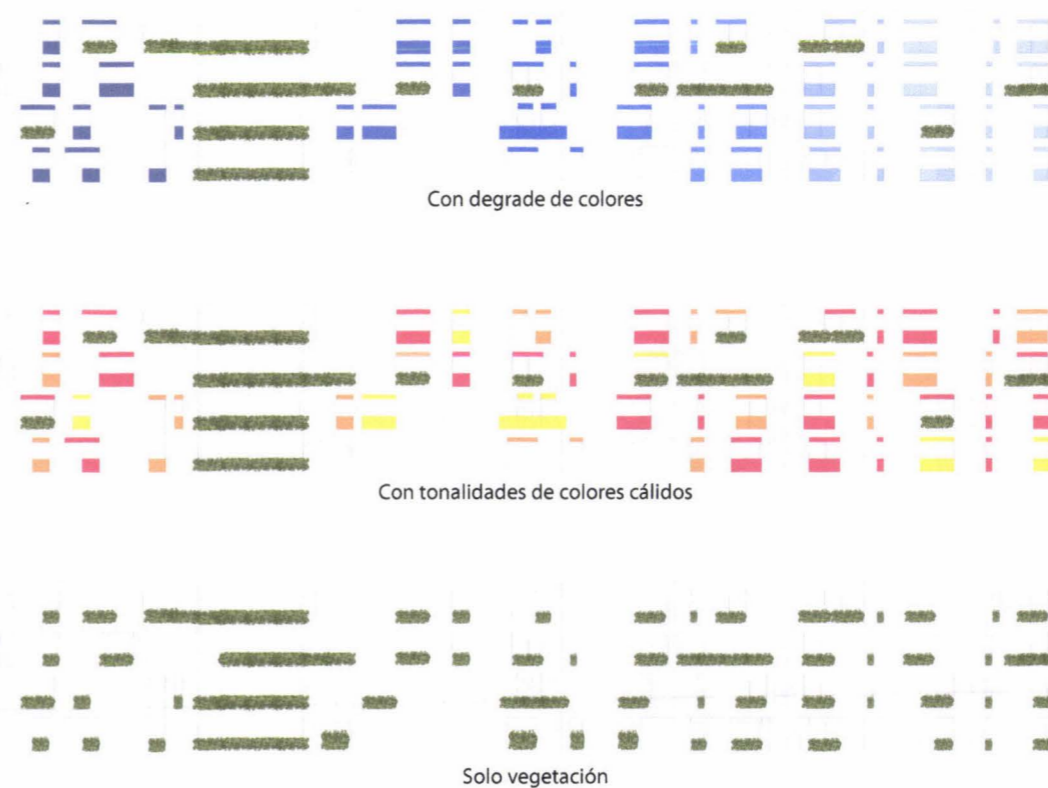 Con degrade de colores
Con tonalidades de colores cálidos
Solo vegetación